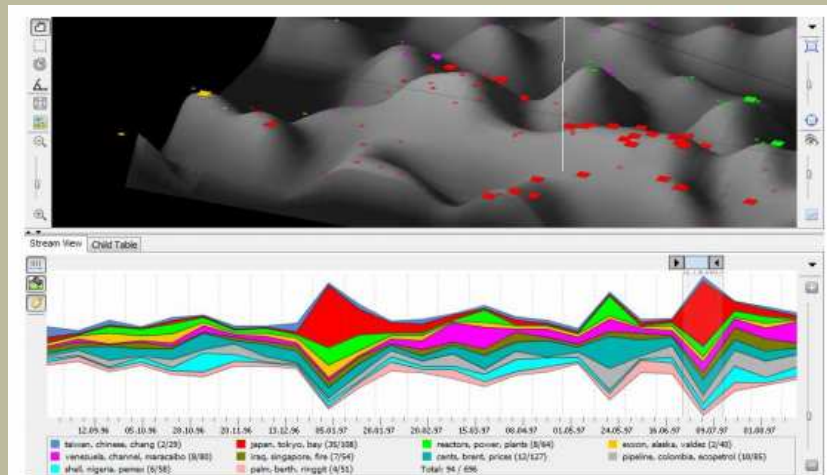 Stream View Child Table
12.09.96 05.10.96 28.10.96 20.11.96 13.12.96 05.01.97 28.01.97 20.02.97 15.03.97 08.04.97 01.05.97 24.05.97 16.06.97 09.07.97 01.08.97
taiwan, chinese, chang (2/29) japan, tokyo, bay (35/108) reactors, power, plants (8/64) exxon, alaska, valdez (2/40)
venezuela, channel, maracaibo (8/80) iraq, singapore, fire (7/54) cents, brent, prices (12/127) pipeline, colombia, ecopetrol (10/85)
shell, nigeria, pemex (6/58) palm, berth, ringgit (4/51) Total: 94 / 696